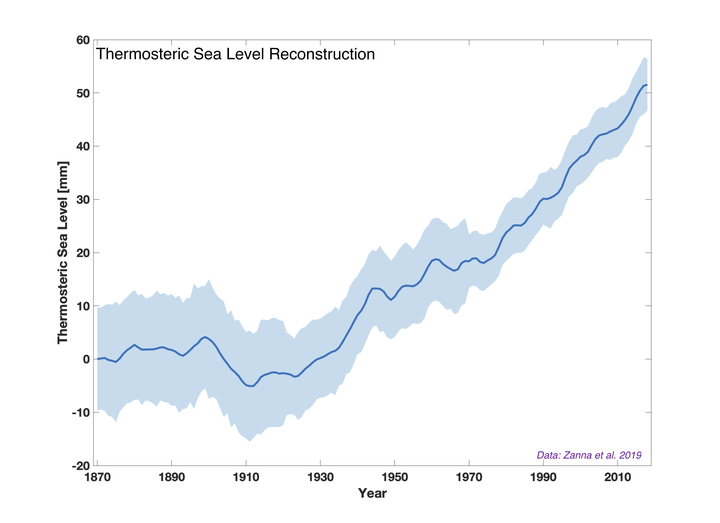 Thermosteric Sea Level Reconstruction
60
50
40
30
20
10
0
-10
-20
Thermosteric Sea Level [mm]
Data: Zanna et al. 2019
1870 1890 1910 1930 1950 1970 1990 2010
Year